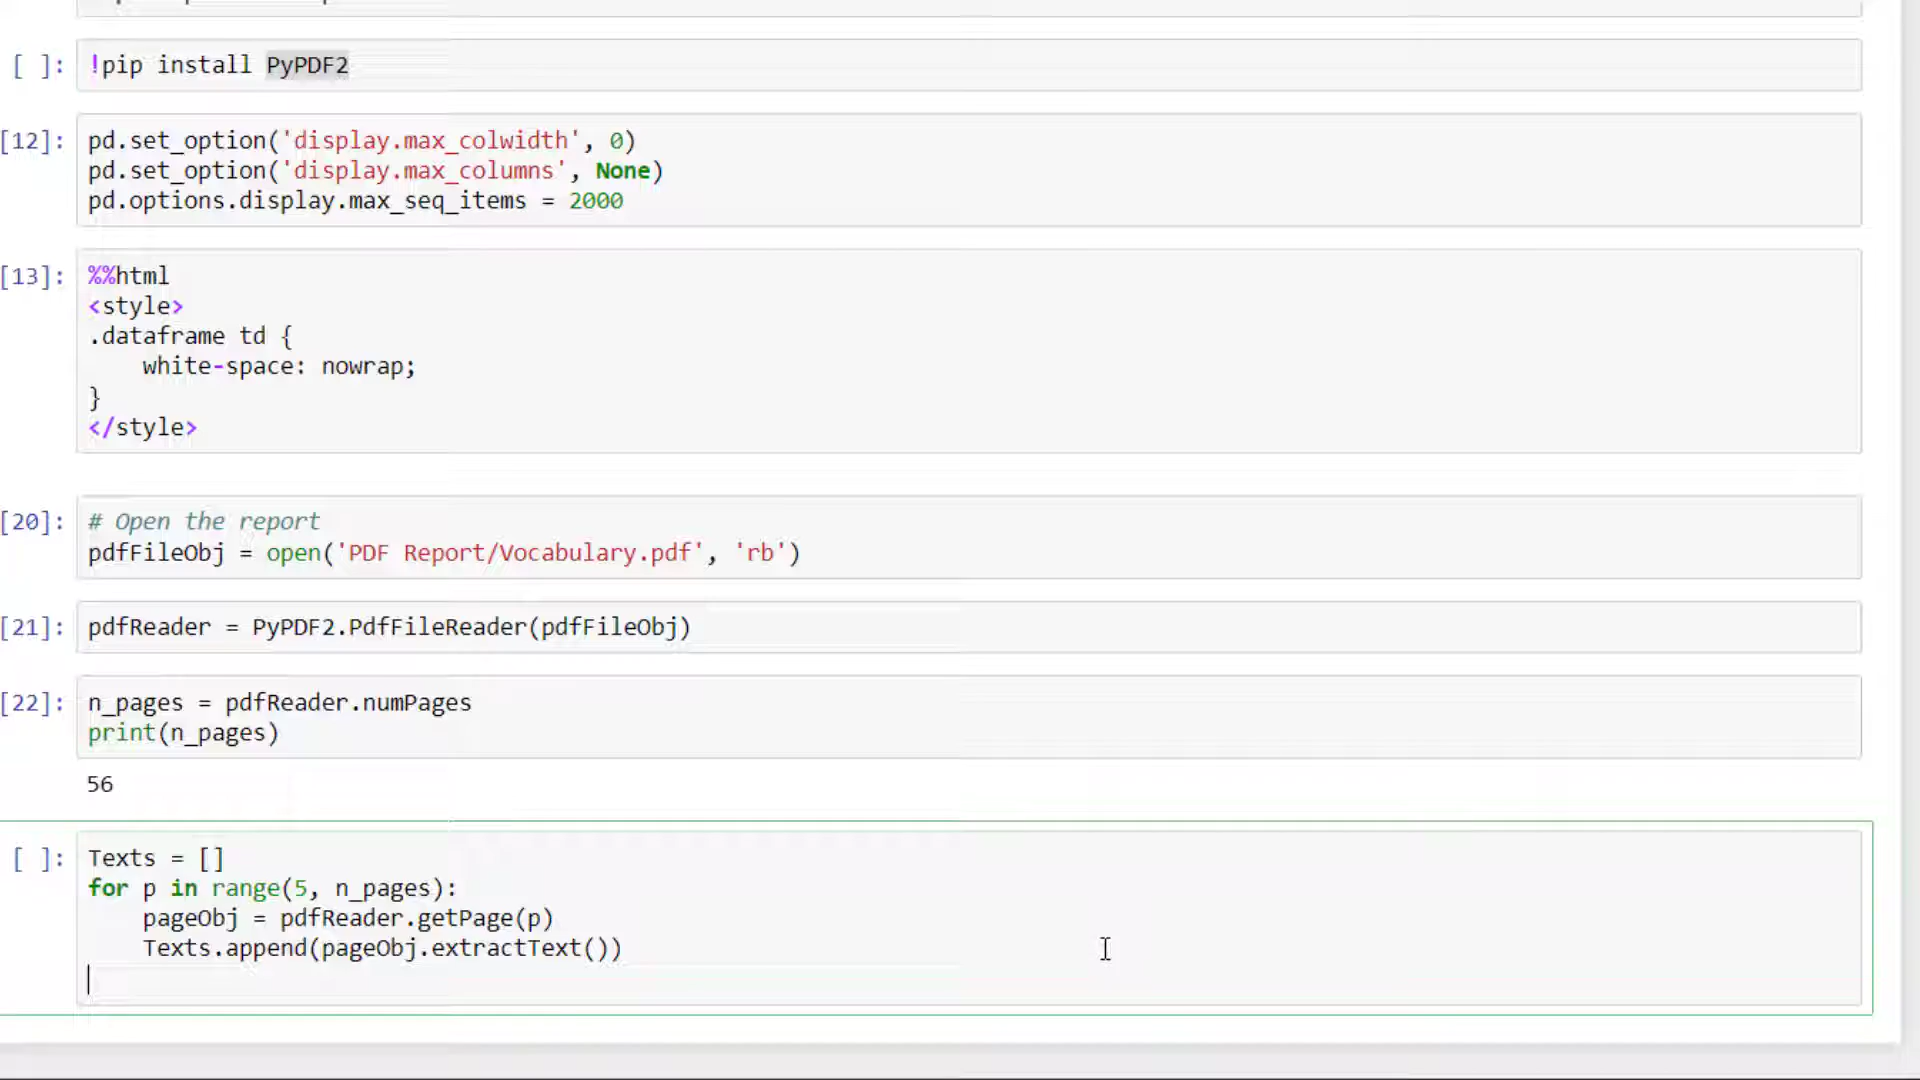 [ ]: !pip install PyPDF2
[12]: pd.set_option('display.max_colwidth', 0)
pd.set_option('display.max_columns', None)
pd.options.display.max_seq_items = 2000
[13]: %%html
<style>
.dataframe td {
    white-space: nowrap;
}
</style>
[20]: # Open the report
pdfFileObj = open('PDF Report/Vocabulary.pdf', 'rb')
[21]: pdfReader = PyPDF2.PdfFileReader(pdfFileObj)
[22]: n_pages = pdfReader.numPages
print(n_pages)
56
[ ]: Texts = []
for p in range(5, n_pages):
    pageObj = pdfReader.getPage(p)
    Texts.append(pageObj.extractText())